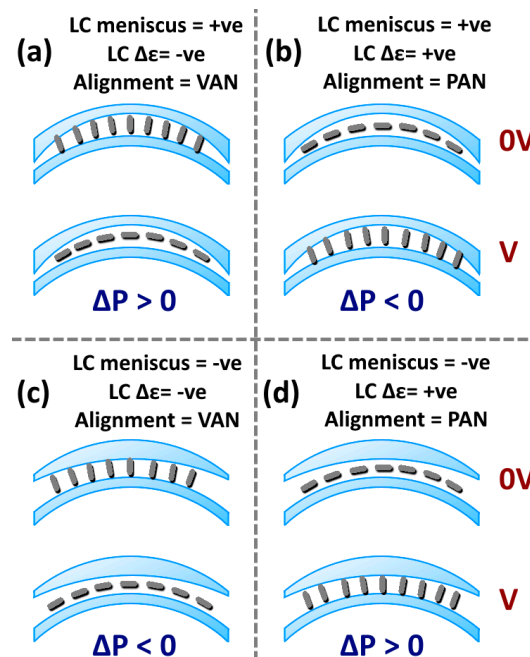 (a)
LC meniscus = +ve
LC Δε= -ve
Alignment = VAN
ΔP > 0
(b)
LC meniscus = +ve
LC Δε= +ve
Alignment = PAN
0V
V
ΔP < 0
(c)
LC meniscus = -ve
LC Δε= -ve
Alignment = VAN
ΔP < 0
(d)
LC meniscus = -ve
LC Δε= +ve
Alignment = PAN
0V
V
ΔP > 0